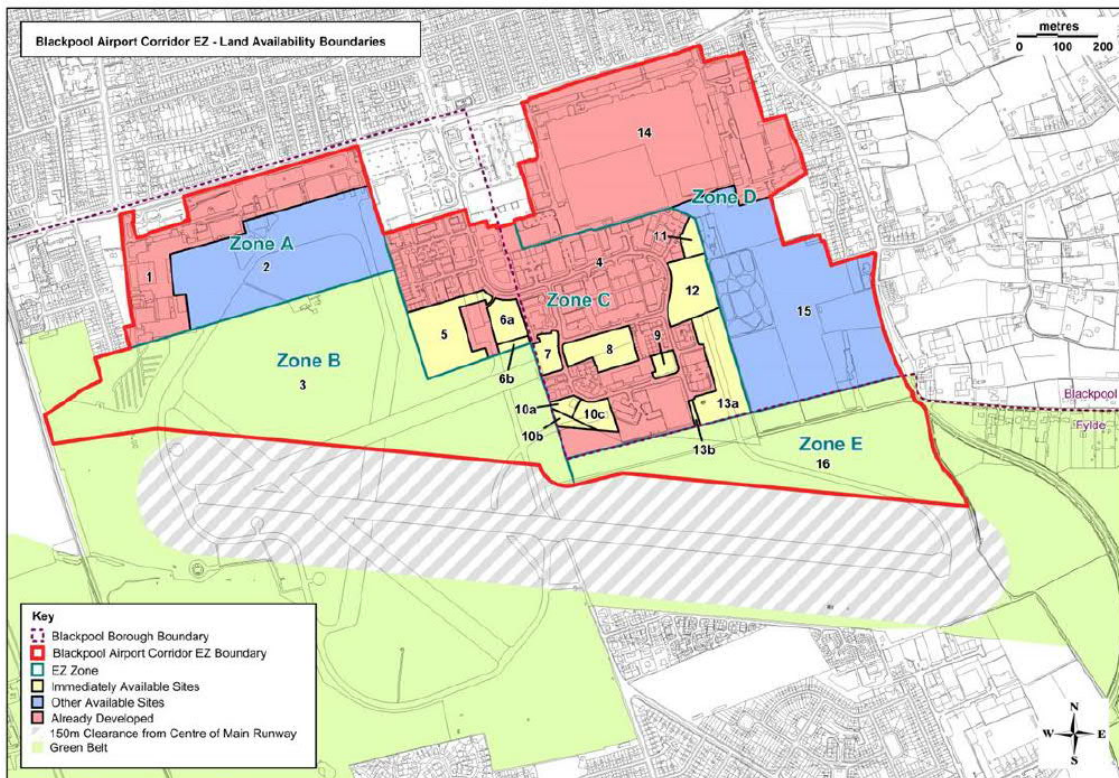 Blackpool Airport Corridor EZ - Land Availability Boundaries
metres
0 100 200
14
Zone D
11
1
Zone A
2
4
12
Zone C
15
5
6a
9
8
7
6b
Zone B
3
10a
10c
13a
10b
13b
Zone E
16
Blackpool
Fylde
Key
Blackpool Borough Boundary
Blackpool Airport Corridor EZ Boundary
EZ Zone
Immediately Available Sites
Other Available Sites
Already Developed
150m Clearance from Centre of Main Runway
Green Belt
N
W E
S